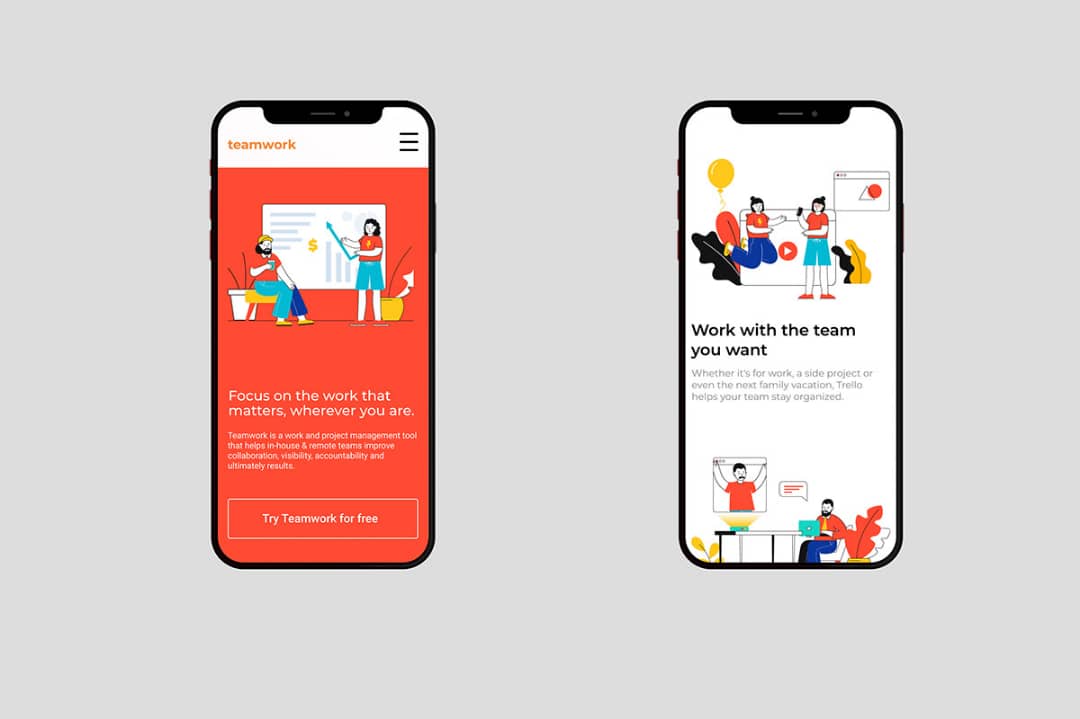 teamwork
$
Focus on the work that
matters, wherever you are.
Teamwork is a work and project management tool
that helps in-house & remote teams improve
collaboration, visibility, accountability and
ultimately results.
Try Teamwork for free
Work with the team
you want
Whether it's for work, a side project or
even the next family vacation, Trello
helps your team stay organized.